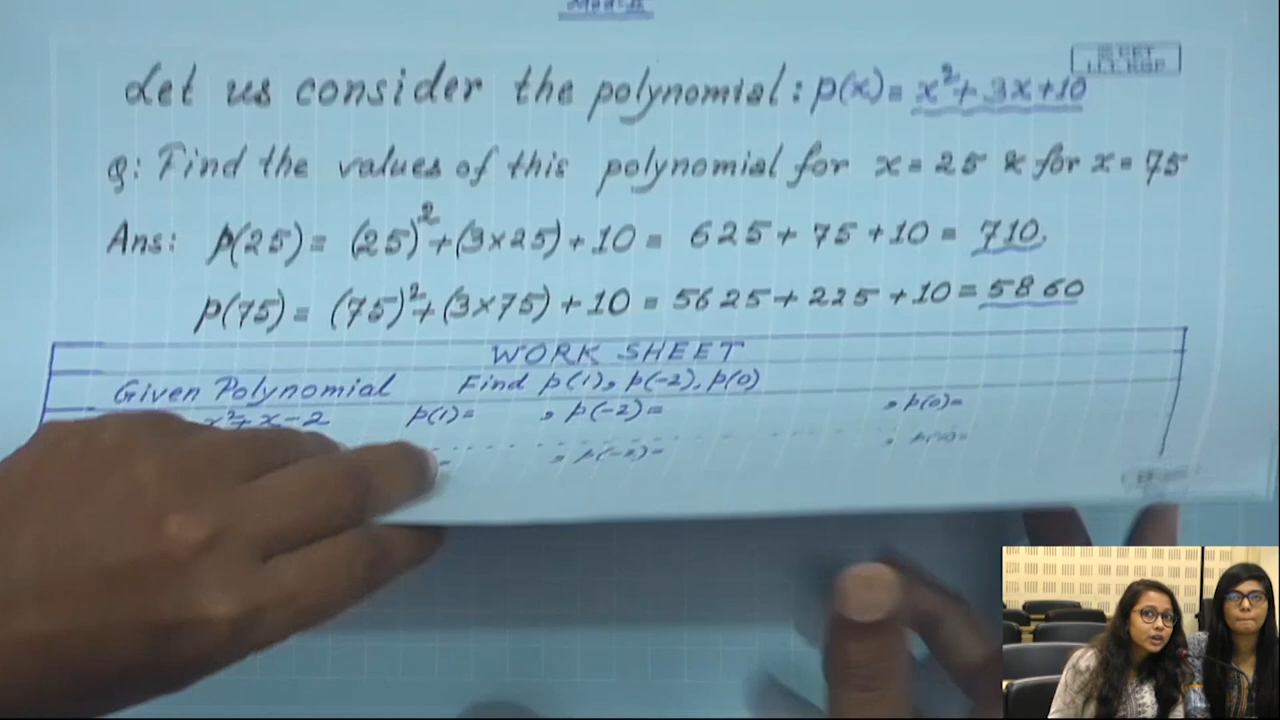 Let us consider the polynomial: p(x) = x²+ 3x+10
Q: Find the values of this polynomial for x = 25 & for x = 75
Ans: p(25) = (25)²+(3×25)+10 = 625+75+10 = 710,
p(75) = (75)²+(3×75)+10 = 5625+225+10 = 5860
WORK SHEET
Given Polynomial Find p(1), p(-2), p(0)
x²+x-2 p(1)= , p(-2)= , p(0)=
, p(-2)=